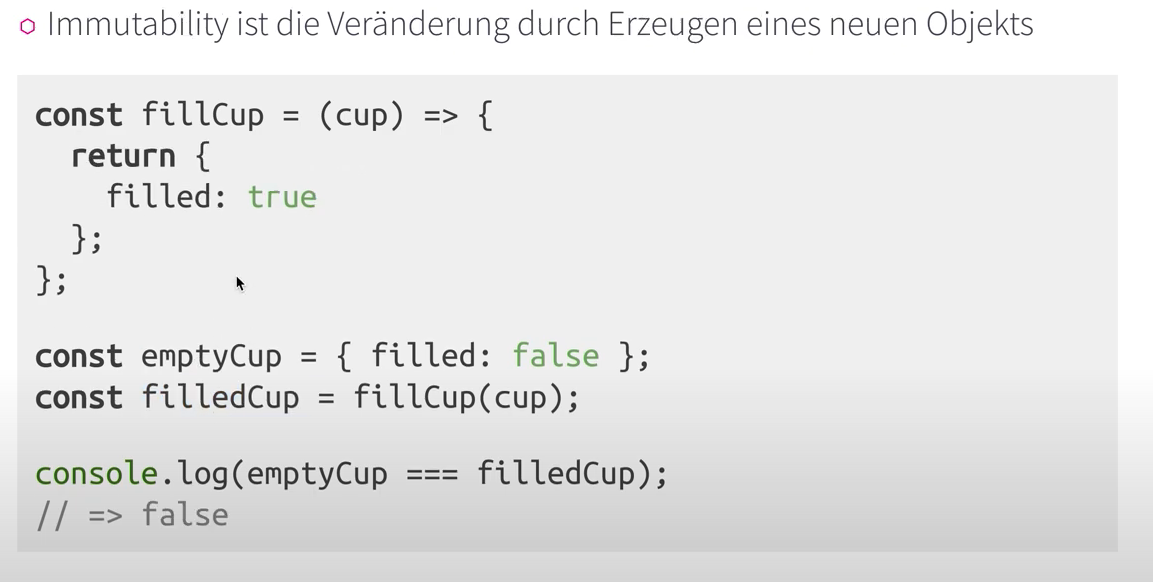 Immutability ist die Veränderung durch Erzeugen eines neuen Objekts
const fillCup = (cup) => {
  return {
    filled: true
  };
};
const emptyCup = { filled: false };
const filledCup = fillCup(cup);
console.log(emptyCup === filledCup);
// => false